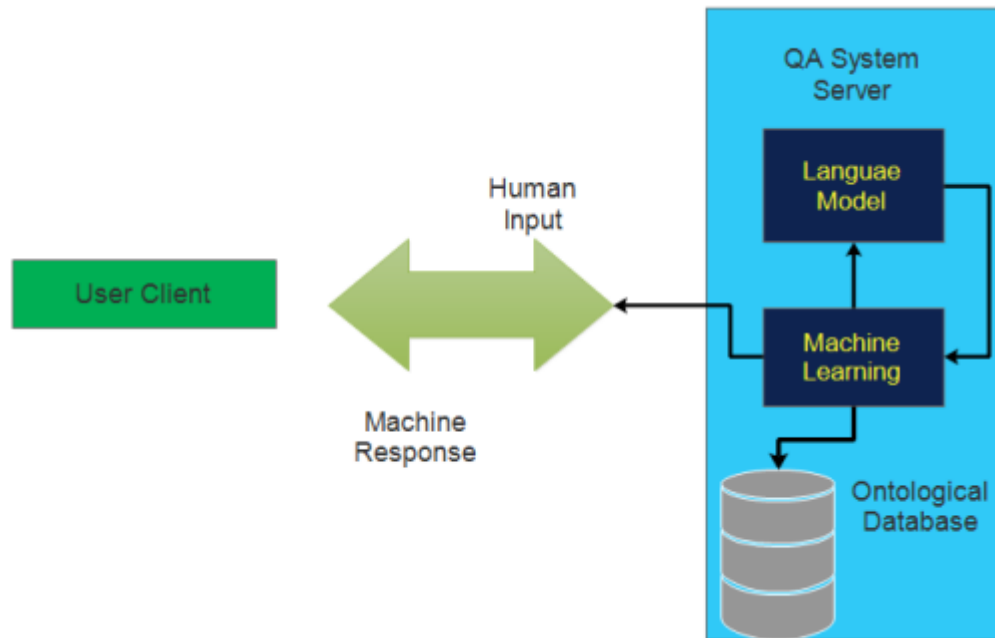 QA System
Server
Languae
Model
Human
Input
User Client
Machine
Learning
Machine
Response
Ontological
Database